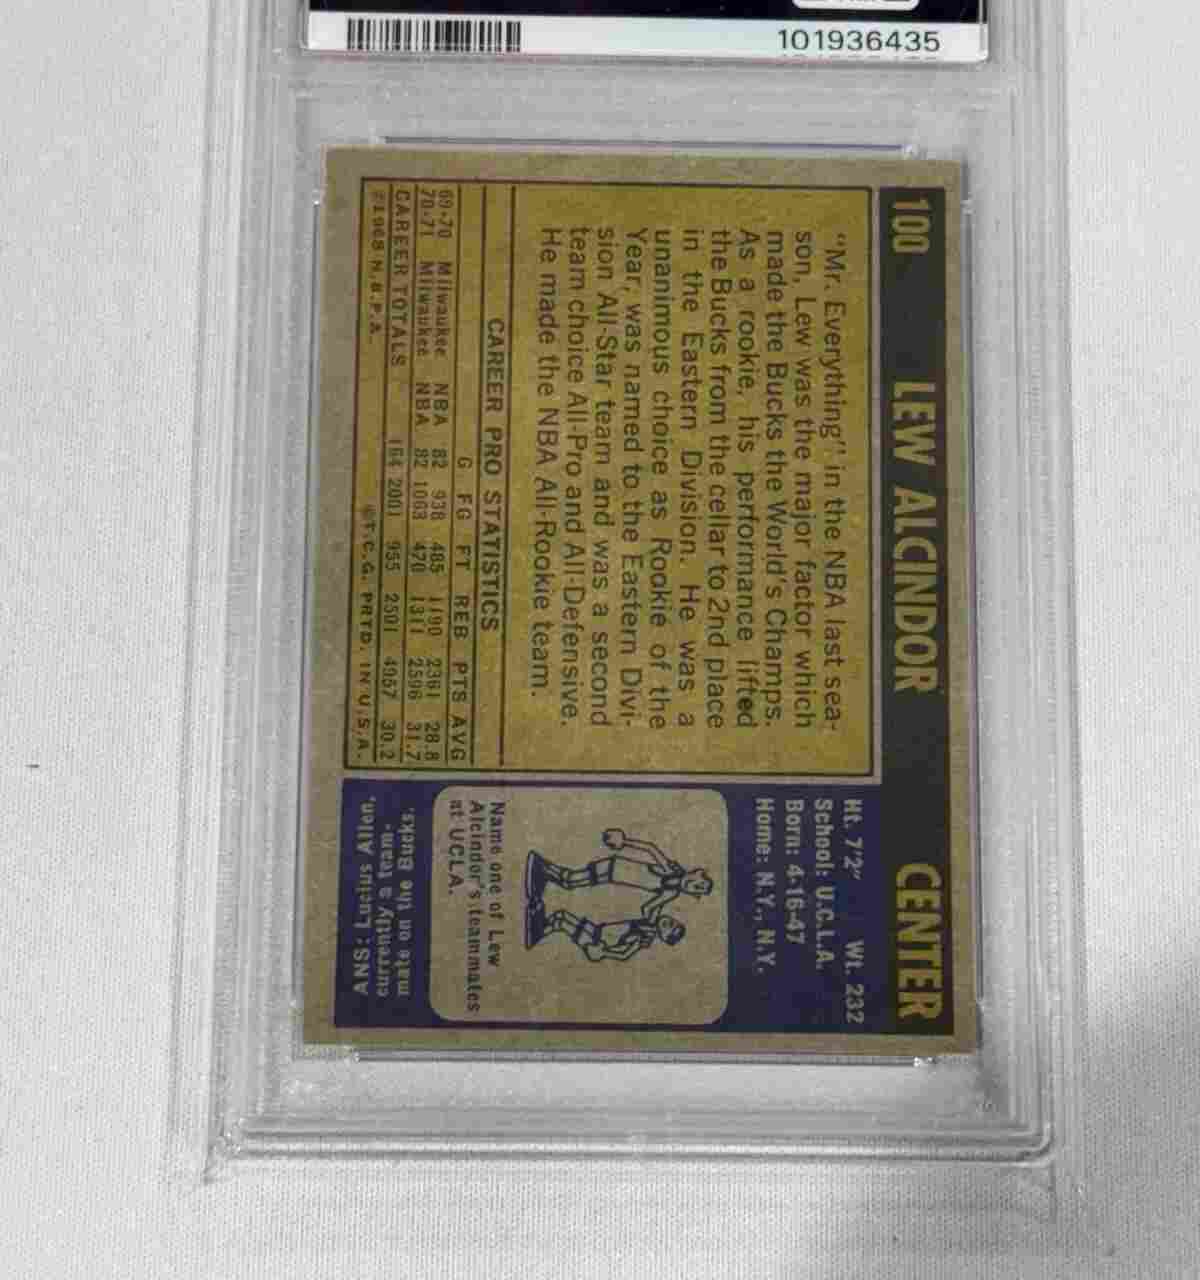 101936435
100 LEW ALCINDOR CENTER
"Mr. Everything" in the NBA last sea-
son, Lew was the major factor which
made the Bucks the World's Champs.
As a rookie, his performance lifted
the Bucks from the cellar to 2nd place
in the Eastern Division. He was a
unanimous choice as Rookie of the
Year, was named to the Eastern Divi-
sion All-Star team and was a second
team choice All-Pro and All-Defensive.
He made the NBA All-Rookie team.
CAREER PRO STATISTICS
G FG FT REB PTS AVG
69-70 Milwaukee NBA 82 938 485 1190 2361 28.8
70-71 Milwaukee NBA 82 1063 470 1311 2596 31.7
CAREER TOTALS 164 2001 955 2501 4957 30.2
©1968 N.B.P.A. ©T.C.G. PRTD. IN U.S.A.
Ht. 7'2" Wt. 232
School: U.C.L.A.
Born: 4-16-47
Home: N.Y., N.Y.
Name one of Lew
Alcindor's teammates
at UCLA.
ANS: Lucius Allen,
currently a team-
mate on the Bucks.